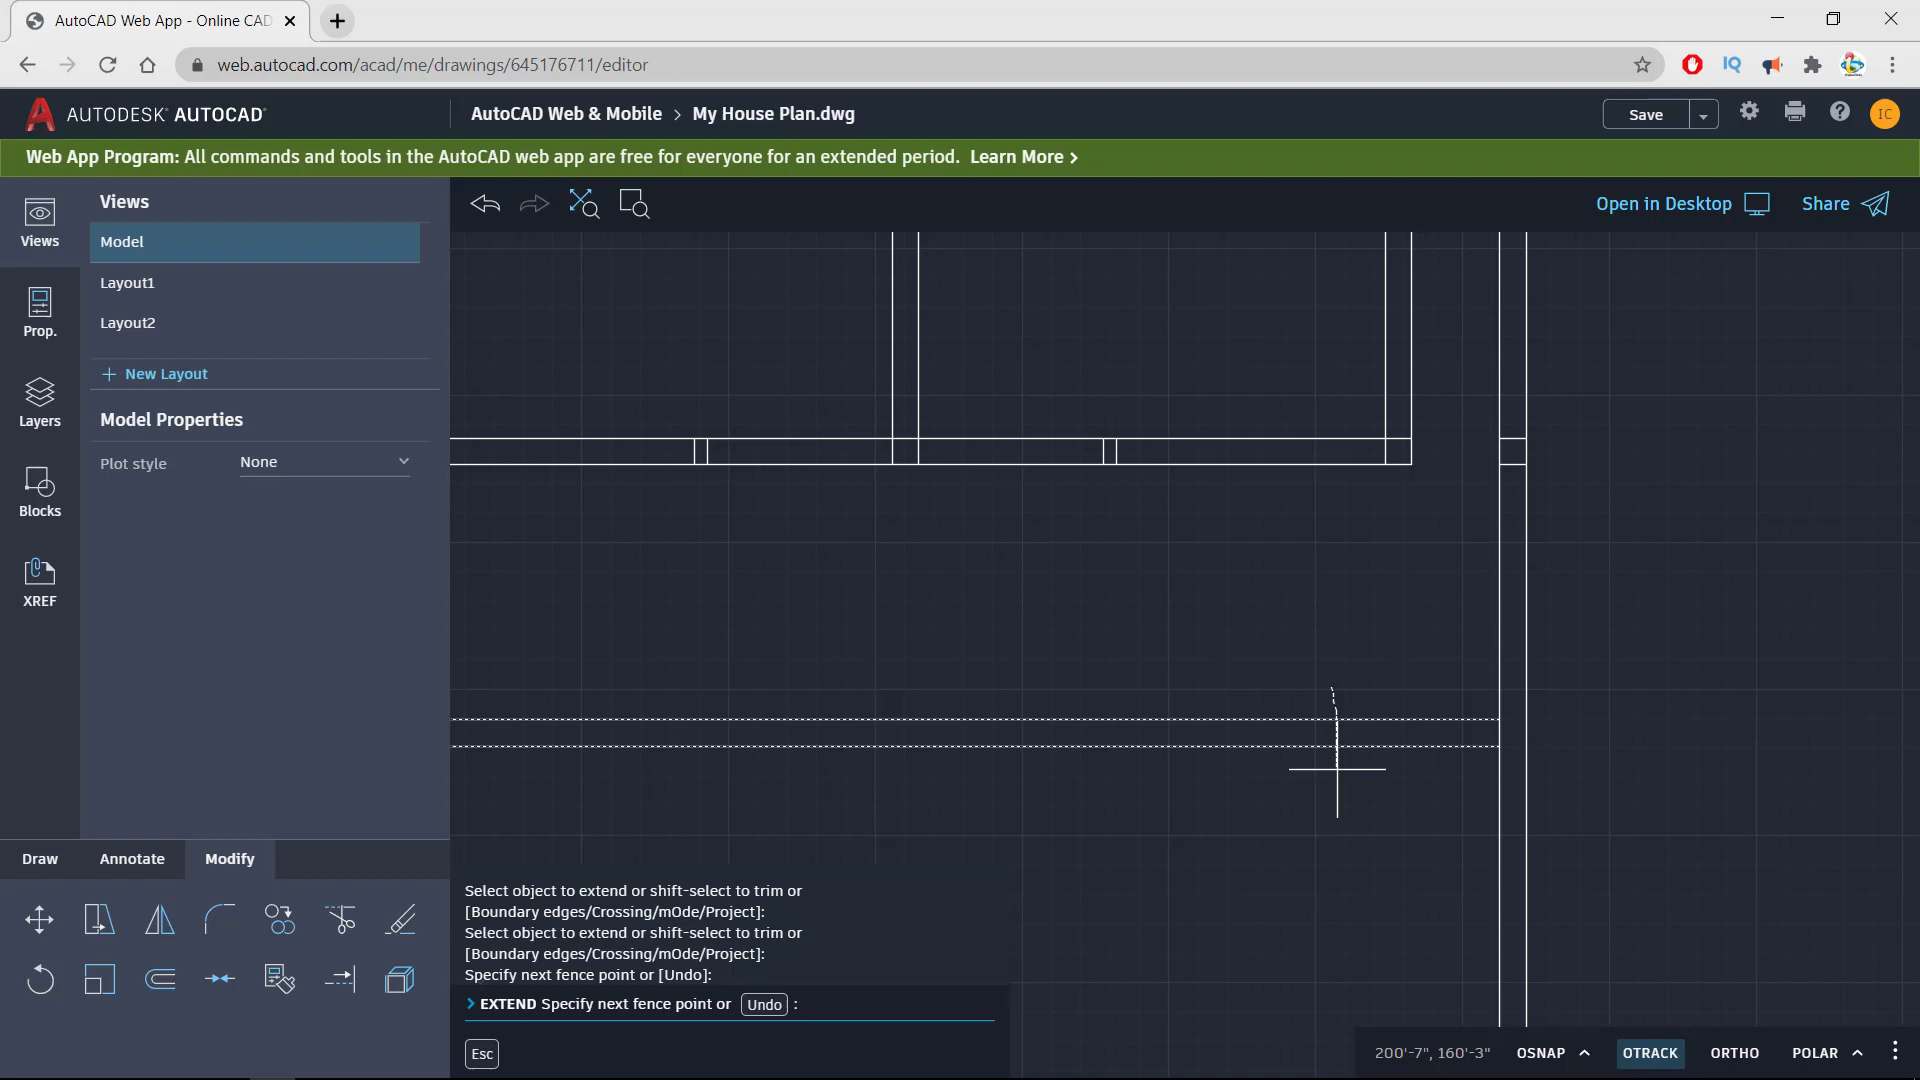 AutoCAD Web App - Online CAD
web.autocad.com/acad/me/drawings/645176711/editor
IQ
AUTODESK® AUTOCAD®
AutoCAD Web & Mobile > My House Plan.dwg
Save
IC
Web App Program: All commands and tools in the AutoCAD web app are free for everyone for an extended period. Learn More >
Views
Views
Model
Layout1
Layout2
+ New Layout
Model Properties
Plot style
None
Prop.
Layers
Blocks
XREF
Open in Desktop
Share
Draw
Annotate
Modify
Select object to extend or shift-select to trim or
[Boundary edges/Crossing/mOde/Project]:
Select object to extend or shift-select to trim or
[Boundary edges/Crossing/mOde/Project]:
Specify next fence point or [Undo]:
> EXTEND Specify next fence point or Undo :
Esc
200'-7", 160'-3"
OSNAP
OTRACK
ORTHO
POLAR